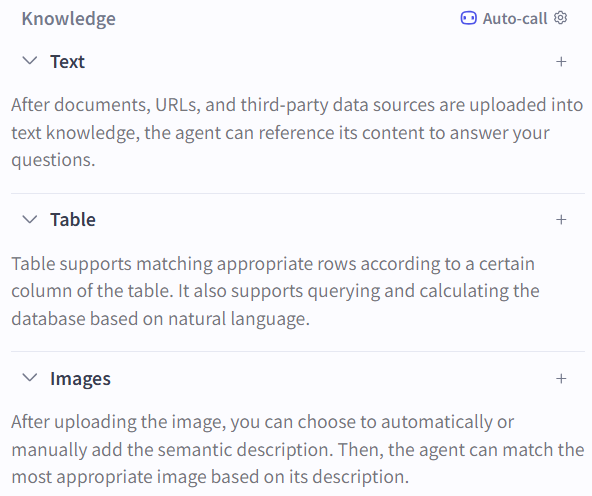 Knowledge
Auto-call
Text
After documents, URLs, and third-party data sources are uploaded into
text knowledge, the agent can reference its content to answer your
questions.
Table
Table supports matching appropriate rows according to a certain
column of the table. It also supports querying and calculating the
database based on natural language.
Images
After uploading the image, you can choose to automatically or
manually add the semantic description. Then, the agent can match the
most appropriate image based on its description.